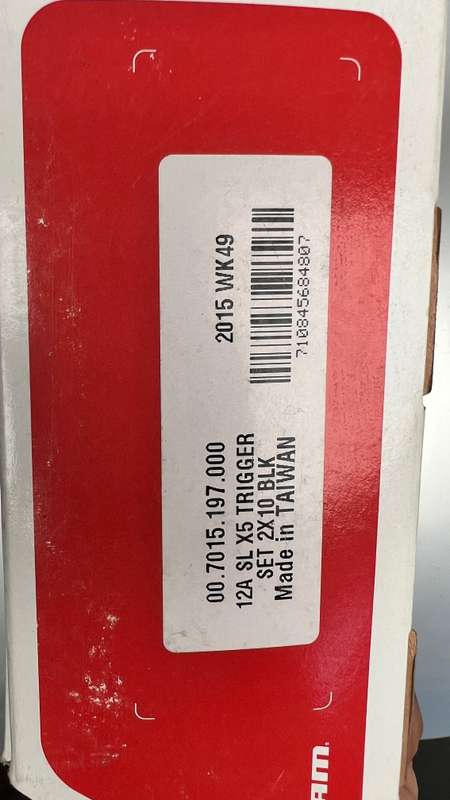 00.7015.197.000
12A SL X5 TRIGGER
SET 2X10 BLK
Made in TAIWAN
2015 WK49
710845684807